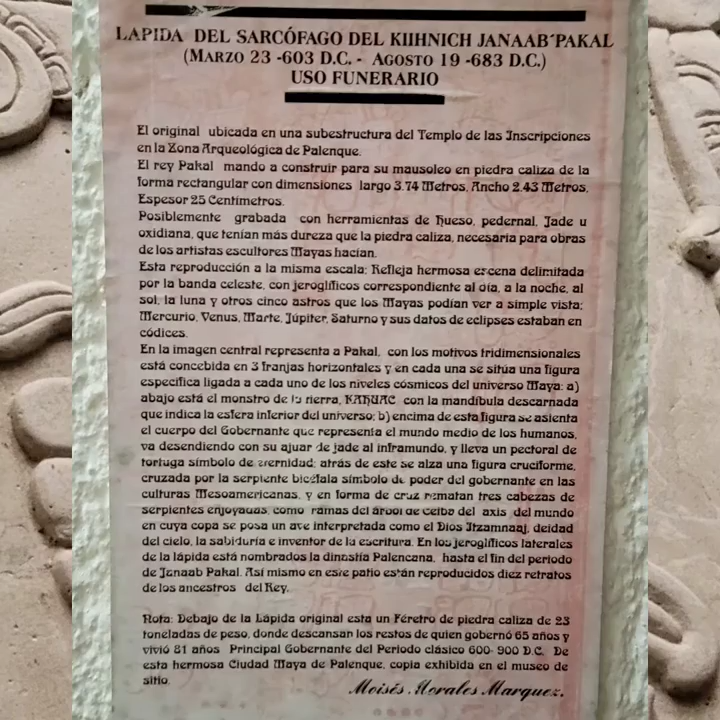 LAPIDA DEL SARCÓFAGO DEL KIIHNICH JANAAB´PAKAL
(MARZO 23 -603 D.C. - AGOSTO 19 -683 D.C.)
USO FUNERARIO
El original ubicada en una subestructura del Templo de las Inscripciones
en la Zona Arqueológica de Palenque.
El rey Pakal mando a construir para su mausoleo en piedra caliza de la
forma rectangular con dimensiones largo 3.74 Metros, Ancho 2.43 Metros,
Espesor 25 Centímetros.
Posiblemente grabada con herramientas de Hueso, pedernal, Jade u
oxidiana, que tenían más dureza que la piedra caliza, necesaria para obras
de los artistas escultores Mayas hacían.
Esta reproducción a la misma escala: Refleja hermosa escena delimitada
por la banda celeste, con jeroglíficos correspondiente al día, a la noche, al
sol, la luna y otros cinco astros que los Mayas podían ver a simple vista;
Mercurio, Venus, Marte, Júpiter, Saturno y sus datos de eclipses estaban en
códices.
En la imagen central representa a Pakal, con los motivos tridimensionales
está concebida en 3 franjas horizontales y en cada una se sitúa una figura
especifica ligada a cada uno de los niveles cósmicos del universo Maya: a)
abajo está el monstro de la tierra, KAHUAC con la mandíbula descarnada
que indica la esfera inferior del universo; b) encima de esta figura se asienta
el cuerpo del Gobernante que representa el mundo medio de los humanos,
va desendiendo con su ajuar de jade al inframundo, y lleva un pectoral de
tortuga símbolo de eternidad; atrás de este se alza una figura cruciforme,
cruzada por la serpiente bicéfala símbolo de poder del gobernante en las
culturas Mesoamericanas, y en forma de cruz rematan tres cabezas de
serpientes enjoyadas, como ramas del árbol de ceiba del axis del mundo
en cuya copa se posa un ave interpretada como el Dios Itzamnaaj, deidad
del cielo, la sabiduría e inventor de la escritura. En los jeroglíficos laterales
de la lápida está nombrados la dinastía Palencana, hasta el fin del periodo
de Janaab Pakal. Así mismo en este patio están reproducidos diez retratos
de los ancestros del Rey.
Nota: Debajo de la Lápida original esta un Féretro de piedra caliza de 23
toneladas de peso, donde descansan los restos de quien gobernó 65 años y
vivió 81 años Principal Gobernante del Periodo clásico 600- 900 D.C. De
esta hermosa Ciudad Maya de Palenque, copia exhibida en el museo de
sitio.
Moisés Morales Marquez.